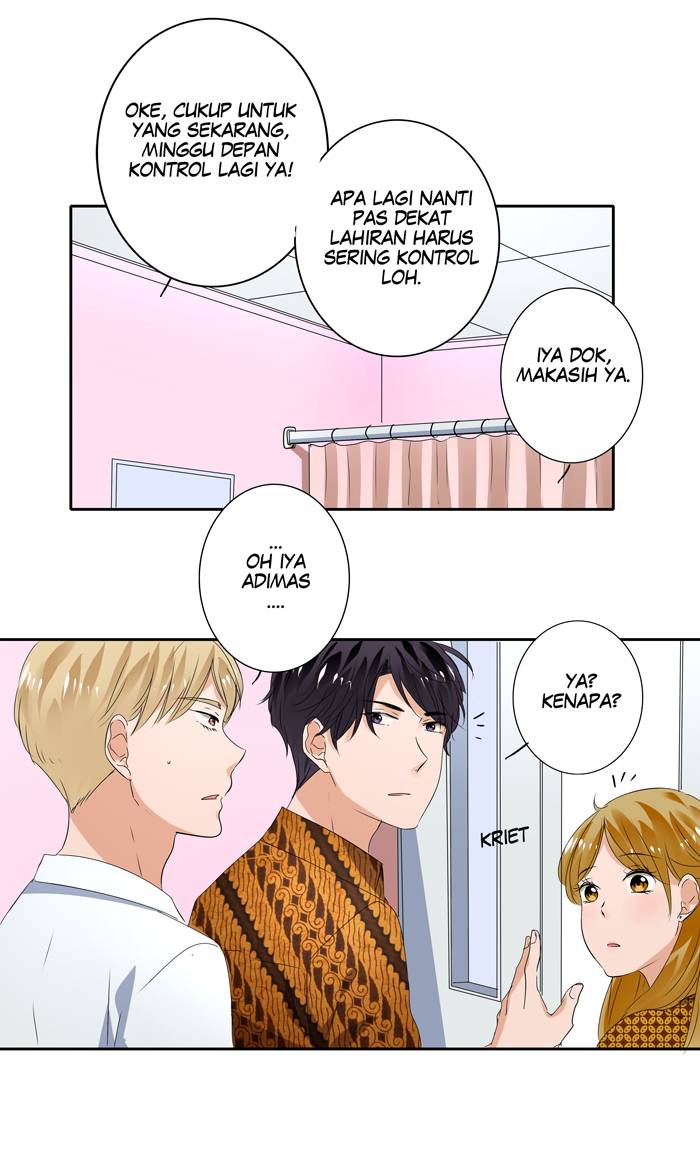 OKE, CUKUP UNTUK
YANG SEKARANG,
MINGGU DEPAN
KONTROL LAGI YA!
APA LAGI NANTI
PAS DEKAT
LAHIRAN HARUS
SERING KONTROL
LOH.
IYA DOK,
MAKASIH YA.
...
OH IYA
ADIMAS
....
YA?
KENAPA?
KRIET